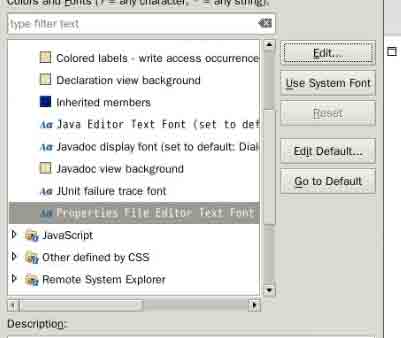 Colors and Fonts (? = any character, * = any string):
type filter text
Colored labels - write access occurrence
Edit...
Declaration view background
Use System Font
Inherited members
Reset
Aa Java Editor Text Font (set to def
Aa Javadoc display font (set to default: Dial
Edit Default...
Javadoc view background
Go to Default
Aa JUnit failure trace font
Aa Properties File Editor Text Font
JavaScript
Other defined by CSS
Remote System Explorer
Description: